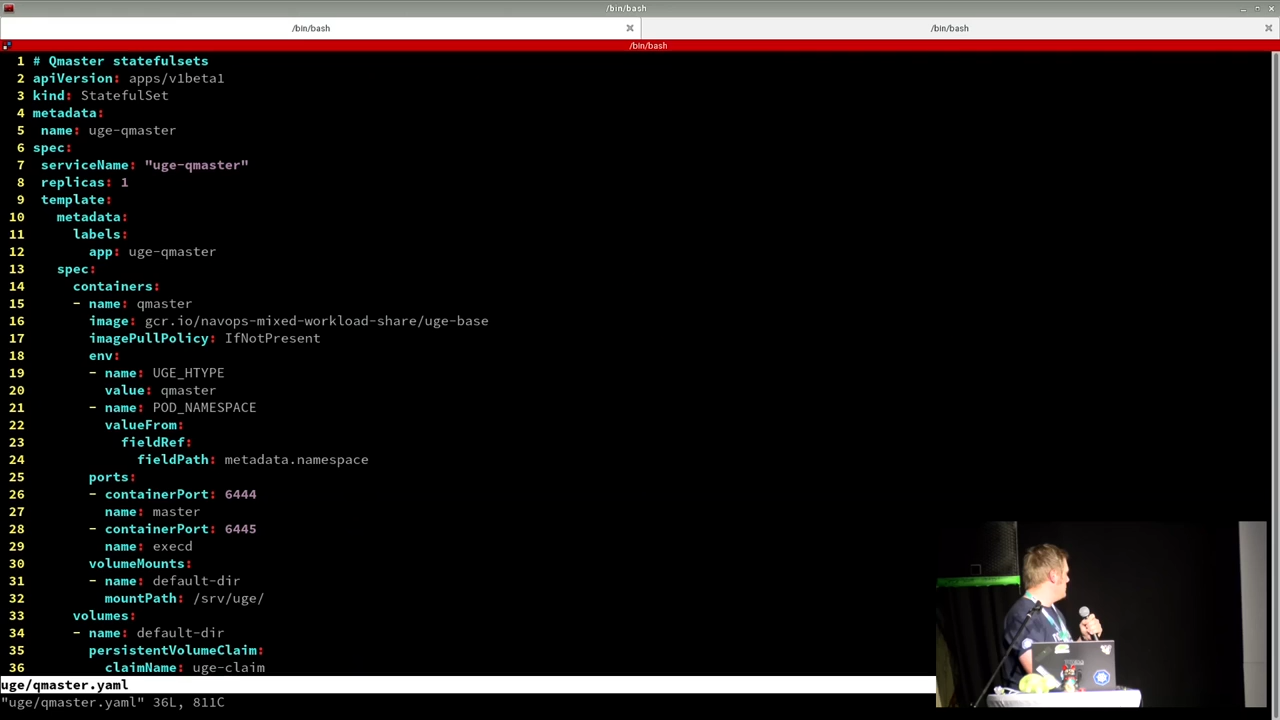 /bin/bash
/bin/bash
/bin/bash
/bin/bash
1 # Qmaster statefulsets
2 apiVersion: apps/v1beta1
3 kind: StatefulSet
4 metadata:
5  name: uge-qmaster
6 spec:
7  serviceName: "uge-qmaster"
8  replicas: 1
9  template:
10    metadata:
11      labels:
12        app: uge-qmaster
13    spec:
14      containers:
15      - name: qmaster
16        image: gcr.io/navops-mixed-workload-share/uge-base
17        imagePullPolicy: IfNotPresent
18        env:
19        - name: UGE_HTYPE
20          value: qmaster
21        - name: POD_NAMESPACE
22          valueFrom:
23            fieldRef:
24              fieldPath: metadata.namespace
25        ports:
26        - containerPort: 6444
27          name: master
28        - containerPort: 6445
29          name: execd
30        volumeMounts:
31        - name: default-dir
32          mountPath: /srv/uge/
33      volumes:
34      - name: default-dir
35        persistentVolumeClaim:
36          claimName: uge-claim
uge/qmaster.yaml
"uge/qmaster.yaml" 36L, 811C